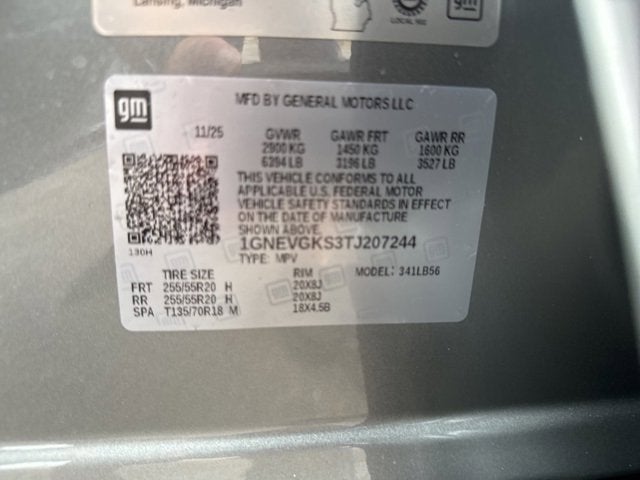 Lansing, Michigan
LOCAL 602
gm
gm
MFD BY GENERAL MOTORS LLC
11/25 GVWR GAWR FRT GAWR RR
2900 KG 1450 KG 1600 KG
6394 LB 3196 LB 3527 LB
THIS VEHICLE CONFORMS TO ALL
APPLICABLE U.S. FEDERAL MOTOR
VEHICLE SAFETY STANDARDS IN EFFECT
ON THE DATE OF MANUFACTURE
SHOWN ABOVE.
1GNEVGKS3TJ207244
130H
TYPE: MPV
TIRE SIZE RIM MODEL: 341LB56
FRT 255/55R20 H 20X8J
RR 255/55R20 H 20X8J
SPA T135/70R18 M 18X4.5B